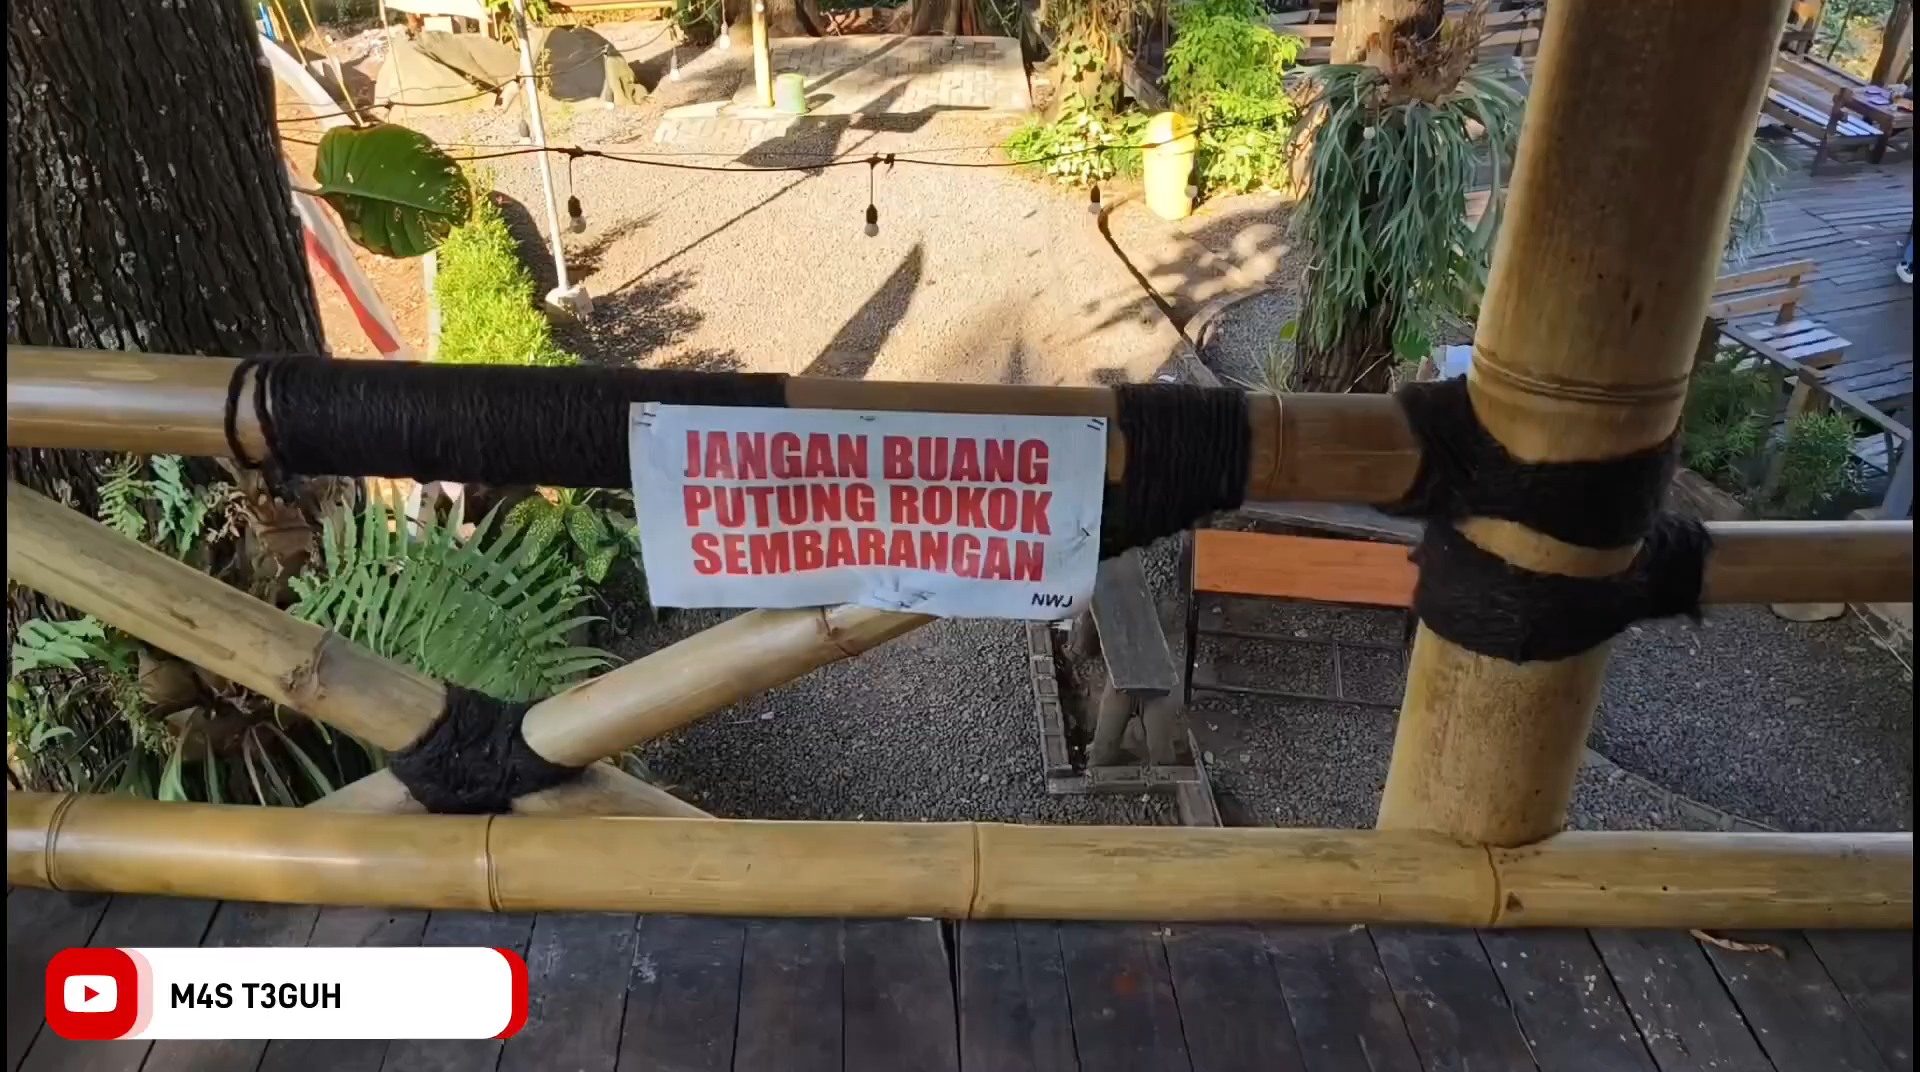 JANGAN BUANG
PUTUNG ROKOK
SEMBARANGAN
NWJ
M4S T3GUH